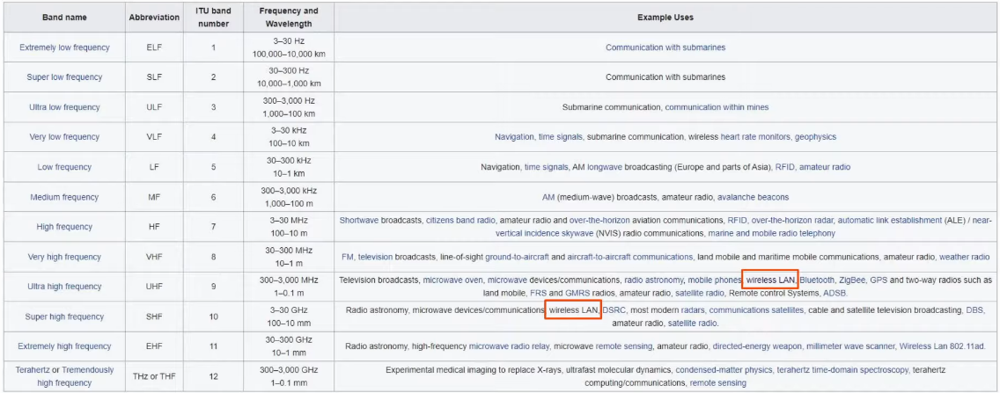 Band name Abbreviation ITU band number Frequency and Wavelength Example Uses
Extremely low frequency ELF 1 3–30 Hz Communication with submarines
100,000–10,000 km
Super low frequency SLF 2 30–300 Hz Communication with submarines
10,000–1,000 km
Ultra low frequency ULF 3 300–3,000 Hz Submarine communication, communication within mines
1,000–100 km
Very low frequency VLF 4 3–30 kHz Navigation, time signals, submarine communication, wireless heart rate monitors, geophysics
100–10 km
Low frequency LF 5 30–300 kHz Navigation, time signals, AM longwave broadcasting (Europe and parts of Asia), RFID, amateur radio
10–1 km
Medium frequency MF 6 300–3,000 kHz AM (medium-wave) broadcasts, amateur radio, avalanche beacons
1,000–100 m
High frequency HF 7 3–30 MHz Shortwave broadcasts, citizens band radio, amateur radio and over-the-horizon aviation communications, RFID, over-the-horizon radar, automatic link establishment (ALE) / near-
100–10 m vertical incidence skywave (NVIS) radio communications, marine and mobile radio telephony
Very high frequency VHF 8 30–300 MHz FM, television broadcasts, line-of-sight ground-to-aircraft and aircraft-to-aircraft communications, land mobile and maritime mobile communications, amateur radio, weather radio
10–1 m
Ultra high frequency UHF 9 300–3,000 MHz Television broadcasts, microwave oven, microwave devices/communications, radio astronomy, mobile phones, wireless LAN, Bluetooth, ZigBee, GPS and two-way radios such as
1–0.1 m land mobile, FRS and GMRS radios, amateur radio, satellite radio, Remote control Systems, ADSB.
Super high frequency SHF 10 3–30 GHz Radio astronomy, microwave devices/communications, wireless LAN, DSRC, most modern radars, communications satellites, cable and satellite television broadcasting, DBS,
100–10 mm amateur radio, satellite radio.
Extremely high frequency EHF 11 30–300 GHz Radio astronomy, high-frequency microwave radio relay, microwave remote sensing, amateur radio, directed-energy weapon, millimeter wave scanner, Wireless Lan 802.11ad.
10–1 mm
Terahertz or Tremendously THz or THF 12 300–3,000 GHz Experimental medical imaging to replace X-rays, ultrafast molecular dynamics, condensed-matter physics, terahertz time-domain spectroscopy, terahertz
high frequency 1–0.1 mm computing/communications, remote sensing